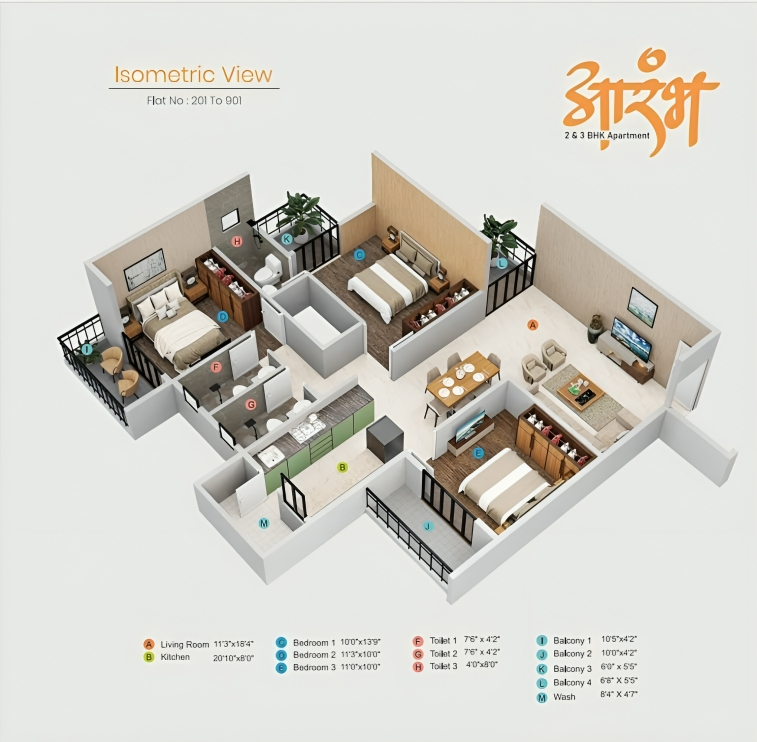 Isometric View
Flat No : 201 To 901
आरंभ
2 & 3 BHK Apartment
H
K
C
L
D
A
I
F
G
E
B
M
J
A Living Room 11'3"x18'4"
B Kitchen 20'10"x8'0"
C Bedroom 1 10'0"x13'9"
D Bedroom 2 11'3"x10'0"
E Bedroom 3 11'0"x10'0"
F Toilet 1 7'6" x 4'2"
G Toilet 2 7'6" x 4'2"
H Toilet 3 4'0"x8'0"
I Balcony 1 10'5"x4'2"
J Balcony 2 10'0"x4'2"
K Balcony 3 6'0" x 5'5"
L Balcony 4 6'8" X 5'5"
M Wash 8'4" X 4'7"